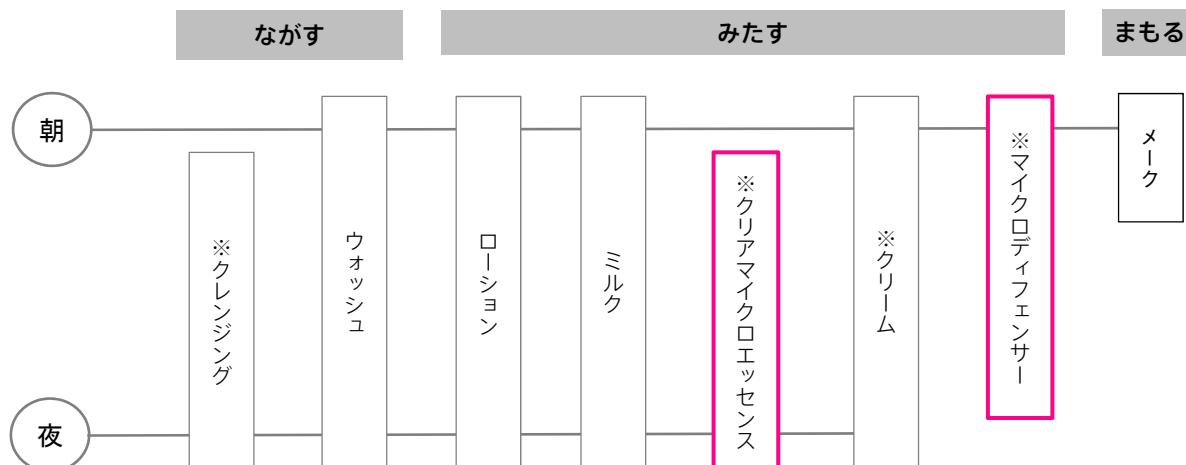 ながす
みたす
まもる
朝
夜
※クレンジング
ウォッシュ
ローション
ミルク
※クリアマイクロエッセンス
※クリーム
※マイクロディフェンサー
メーク